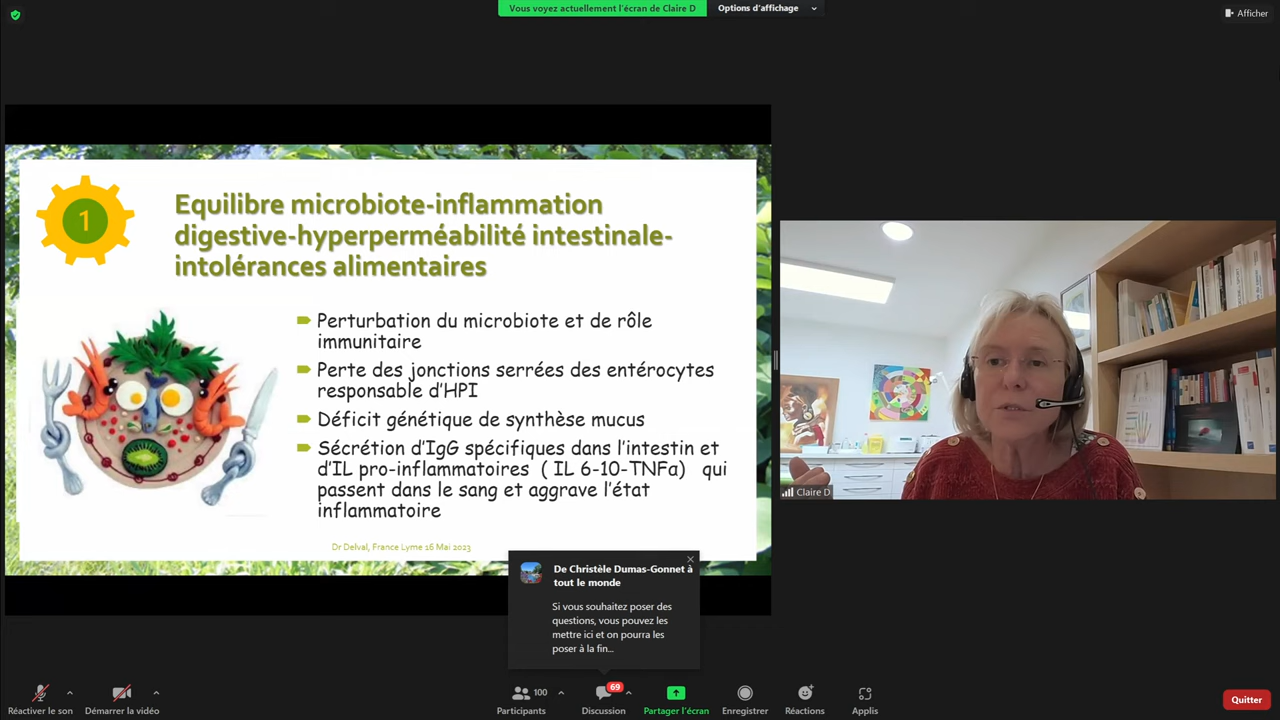 Vous voyez actuellement l'écran de Claire D
Options d'affichage
Afficher
1
Equilibre microbiote-inflammation
digestive-hyperperméabilité intestinale-
intolérances alimentaires
Perturbation du microbiote et de rôle
immunitaire
Perte des jonctions serrées des entérocytes
responsable d'HPI
Déficit génétique de synthèse mucus
Sécrétion d'IgG spécifiques dans l'intestin et
d'IL pro-inflammatoires ( IL 6-10-TNFα) qui
passent dans le sang et aggrave l'état
inflammatoire
Dr Delval, France Lyme 16 Mai 2023
Claire D
De Christèle Dumas-Gonnet à
tout le monde
Si vous souhaitez poser des
questions, vous pouvez les
mettre ici et on pourra les
poser à la fin...
Réactiver le son
Démarrer la vidéo
100
Participants
69
Discussion
Partager l'écran
Enregistrer
Réactions
Applis
Quitter